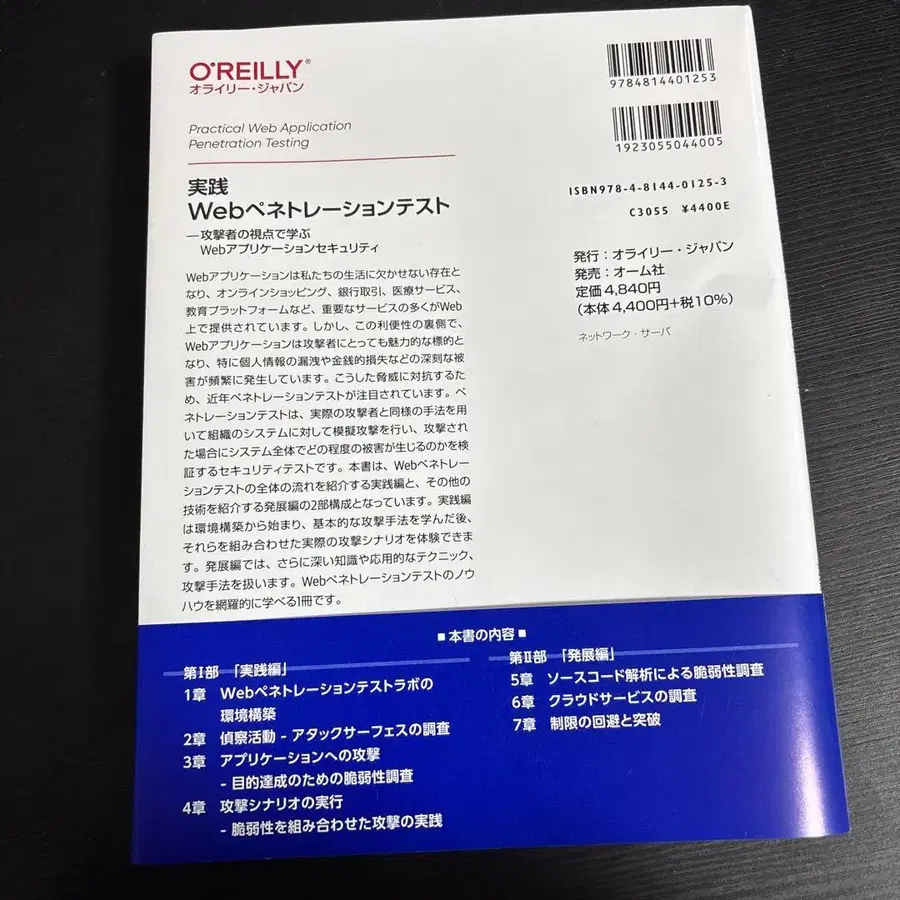 O'REILLY®
オライリー・ジャパン
Practical Web Application
Penetration Testing
実践
Webペネトレーションテスト
―攻撃者の視点で学ぶ
Webアプリケーションセキュリティ
Webアプリケーションは私たちの生活に欠かせない存在と
なり、オンラインショッピング、銀行取引、医療サービス、
教育プラットフォームなど、重要なサービスの多くがWeb
上で提供されています。しかし、この利便性の裏側で、
Webアプリケーションは攻撃者にとっても魅力的な標的と
なり、特に個人情報の漏洩や金銭的損失などの深刻な被
害が頻繁に発生しています。こうした脅威に対抗するた
め、近年ペネトレーションテストが注目されています。ペ
ネトレーションテストは、実際の攻撃者と同様の手法を用
いて組織のシステムに対して模擬攻撃を行い、攻撃され
た場合にシステム全体でどの程度の被害が生じるのかを検
証するセキュリティテストです。本書は、Webペネトレー
ションテストの全体の流れを紹介する実践編と、その他の
技術を紹介する発展編の2部構成となっています。実践編
は環境構築から始まり、基本的な攻撃手法を学んだ後、
それらを組み合わせた実際の攻撃シナリオを体験できま
す。発展編では、さらに深い知識や応用的なテクニック、
攻撃手法を扱います。Webペネトレーションテストのノウ
ハウを網羅的に学べる1冊です。
9784814401253
1923055044005
ISBN978-4-8144-0125-3
C3055 ¥4400E
発行：オライリー・ジャパン
発売：オーム社
定価4,840円
（本体4,400円+税10%）
ネットワーク・サーバ
■本書の内容■
第Ⅰ部 「実践編」
1章 Webペネトレーションテストラボの
環境構築
2章 偵察活動 - アタックサーフェスの調査
3章 アプリケーションへの攻撃
- 目的達成のための脆弱性調査
4章 攻撃シナリオの実行
- 脆弱性を組み合わせた攻撃の実践
第Ⅱ部 「発展編」
5章 ソースコード解析による脆弱性調査
6章 クラウドサービスの調査
7章 制限の回避と突破